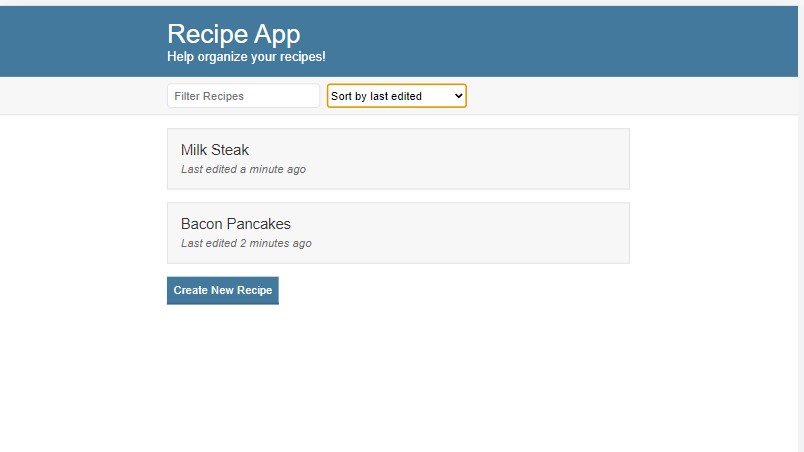 Recipe App
Help organize your recipes!
Filter Recipes
Sort by last edited
Milk Steak
Last edited a minute ago
Bacon Pancakes
Last edited 2 minutes ago
Create New Recipe